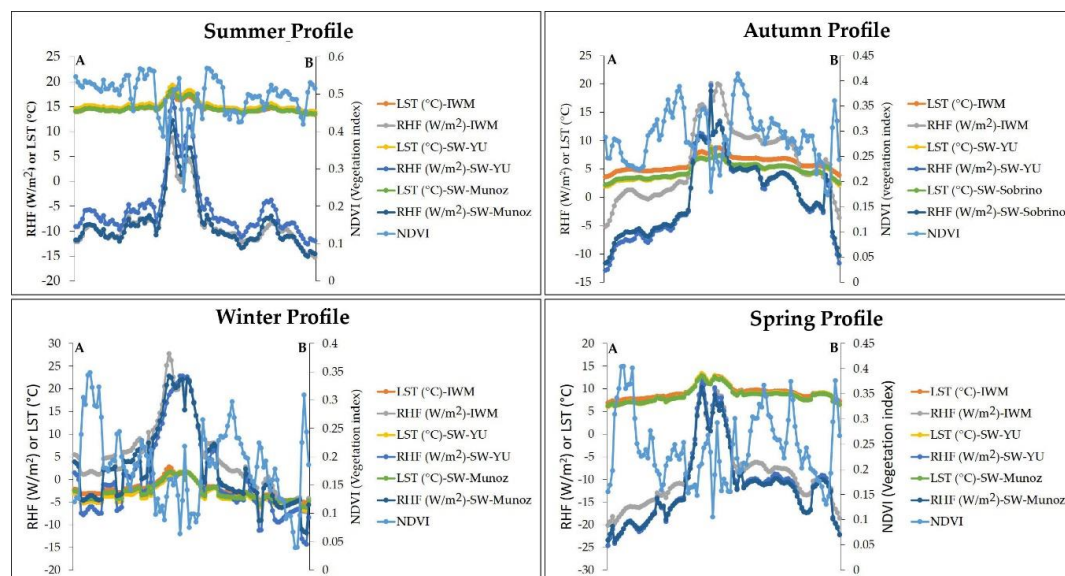 Summer Profile
A
B
25
20
15
10
5
0
-5
-10
-15
-20
RHF (W/m²) or LST (°C)
0.6
0.5
0.4
0.3
0.2
0.1
0
NDVI (Vegetation index)
LST (°C)-IWM
RHF (W/m²)-IWM
LST (°C)-SW-YU
RHF (W/m²)-SW-YU
LST (°C)-SW-Munoz
RHF (W/m²)-SW-Munoz
NDVI
Autumn Profile
A
B
25
20
15
10
5
0
-5
-10
-15
RHF (W/m²) or LST (°C)
0.45
0.4
0.35
0.3
0.25
0.2
0.15
0.1
0.05
0
NDVI (Vegetation index)
LST (°C)-IWM
RHF (W/m²)-IWM
LST (°C)-SW-YU
RHF (W/m²)-SW-YU
LST (°C)-SW-Sobrino
RHF (W/m²)-SW-Sobrino
NDVI
Winter Profile
A
B
30
25
20
15
10
5
0
-5
-10
-15
-20
RHF (W/m²) or LST (°C)
0.4
0.35
0.3
0.25
0.2
0.15
0.1
0.05
0
NDVI (Vegetation index)
LST (°C)-IWM
RHF (W/m²)-IWM
LST (°C)-SW-YU
RHF (W/m²)-SW-YU
LST (°C)-SW-Munoz
RHF (W/m²)-SW-Munoz
NDVI
Spring Profile
A
B
20
15
10
5
0
-5
-10
-15
-20
-25
-30
RHF (W/m²) or LST (°C)
0.45
0.4
0.35
0.3
0.25
0.2
0.15
0.1
0.05
0
NDVI (Vegetation index)
LST (°C)-IWM
RHF (W/m²)-IWM
LST (°C)-SW-YU
RHF (W/m²)-SW-YU
LST (°C)-SW-Munoz
RHF (W/m²)-SW-Munoz
NDVI